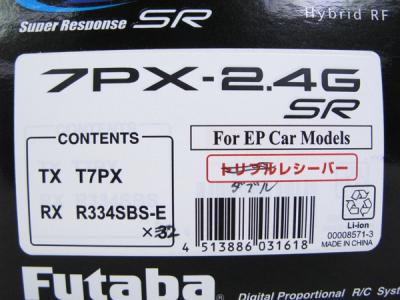 Super Response SR
Hybrid RF
7PX-2.4G
SR
CONTENTS
TX T7PX
RX R334SBS-E
×32
For EP Car Models
トリプルレシーバー
ダブル
Li-ion
00008571-3
MADE IN CHINA
4 513886 031618
Futaba
Digital Proportional R/C Sys